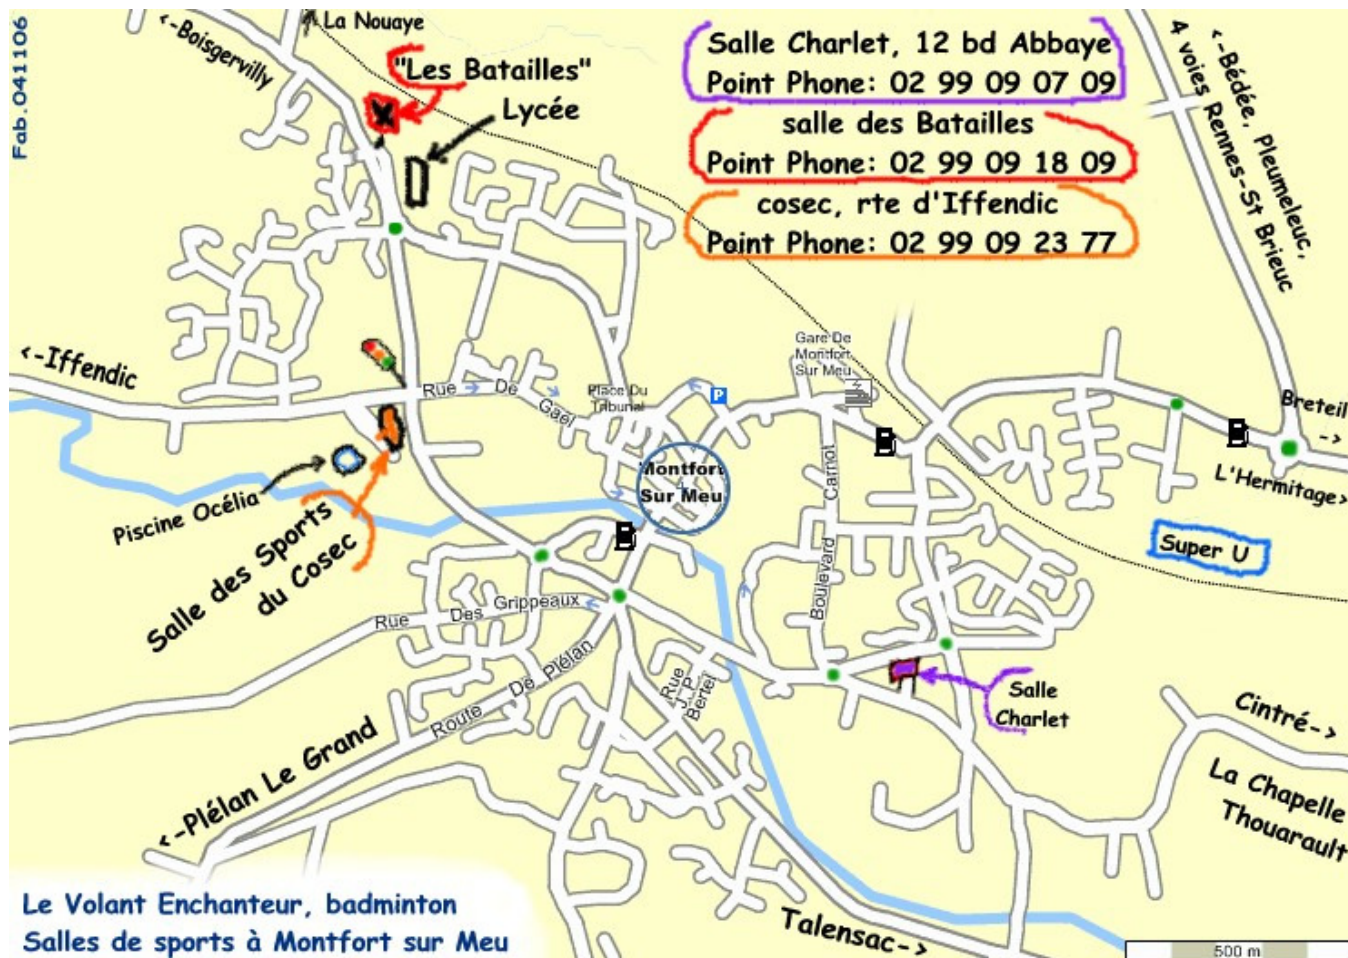 Fab.041106
<-Boisgervilly
La Nouaye
"Les Batailles"
Lycée
Salle Charlet, 12 bd Abbaye
Point Phone: 02 99 09 07 09
salle des Batailles
Point Phone: 02 99 09 18 09
cosec, rte d'Iffendic
Point Phone: 02 99 09 23 77
<-Bédée, Pleumeleuc,
4 voies Rennes-St Brieuc
<-Iffendic
Rue De Gael
Place Du
Tribunal
P
Gare De
Montfort
Sur Meu
Breteil
->
L'Hermitage>
Montfort
Sur Meu
Boulevard Carnot
Super U
Piscine Océlia
Salle des Sports
du Cosec
Rue Des Grippeaux
Route De Plélan
Rue
J-P
Bertel
Salle
Charlet
Cintré->
La Chapelle
Thouarault
<-Plélan Le Grand
Talensac->
Le Volant Enchanteur, badminton
Salles de sports à Montfort sur Meu
500 m